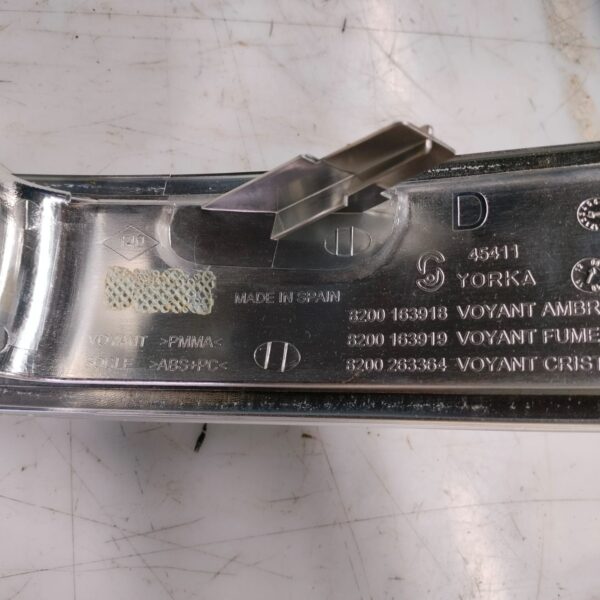 D
45411
YORKA
MADE IN SPAIN
8200 163918 VOYANT AMBR
8200 163919 VOYANT FUME
8200 263364 VOYANT CRIST
VOYANT >PMMA<
SOCLE >ABS+PC<